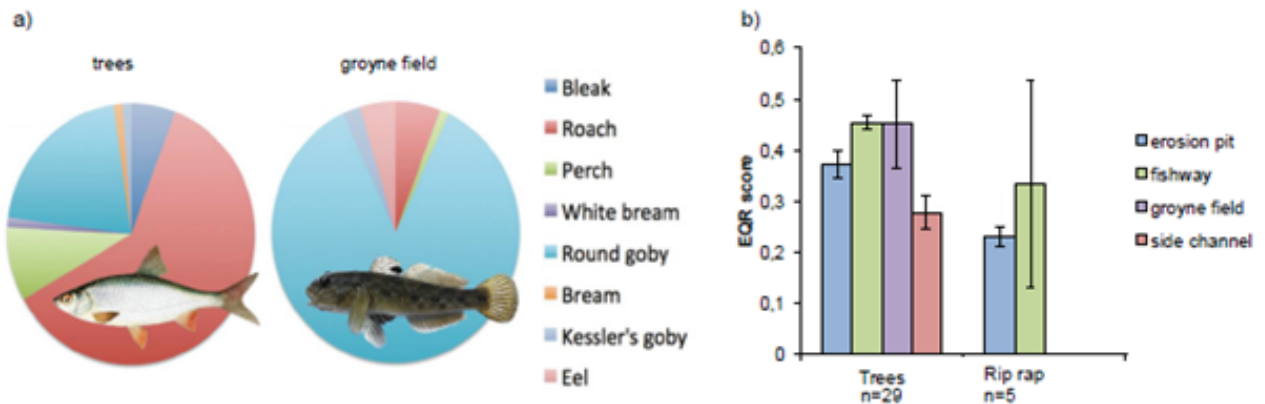 a)
trees
groyne field
Bleak
Roach
Perch
White bream
Round goby
Bream
Kessler's goby
Eel
b)
EQR score
0,6
0,5
0,4
0,3
0,2
0,1
0
Trees
n=29
Rip rap
n=5
erosion pit
fishway
groyne field
side channel